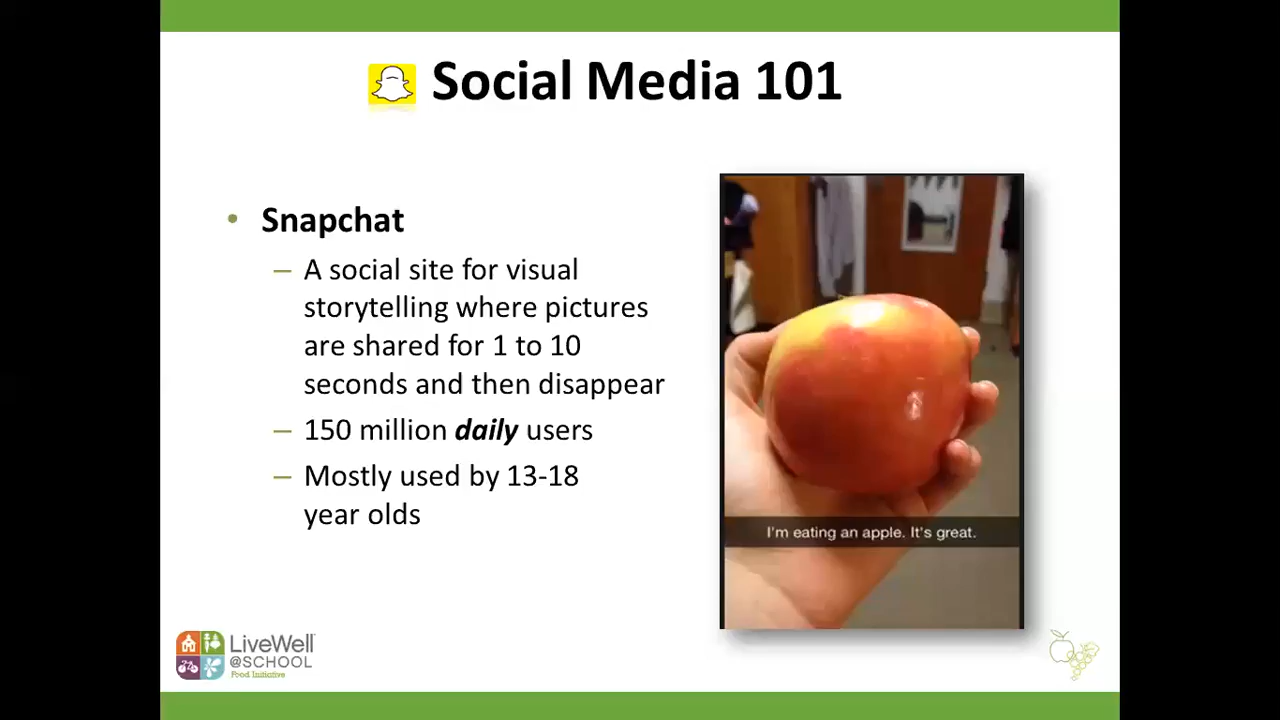 Social Media 101
• Snapchat
– A social site for visual
storytelling where pictures
are shared for 1 to 10
seconds and then disappear
– 150 million daily users
– Mostly used by 13-18
year olds
I'm eating an apple. It's great.
LiveWell
@SCHOOL
Food Initiative